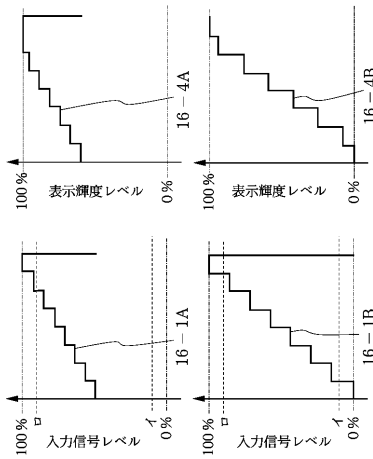 100 %
表示輝度レベル
0 %
16－4A
100 %
表示輝度レベル
0 %
16－4B
100 %
ロ
入力信号レベル
イ
0 %
16－1A
100 %
ロ
入力信号レベル
イ
0 %
16－1B